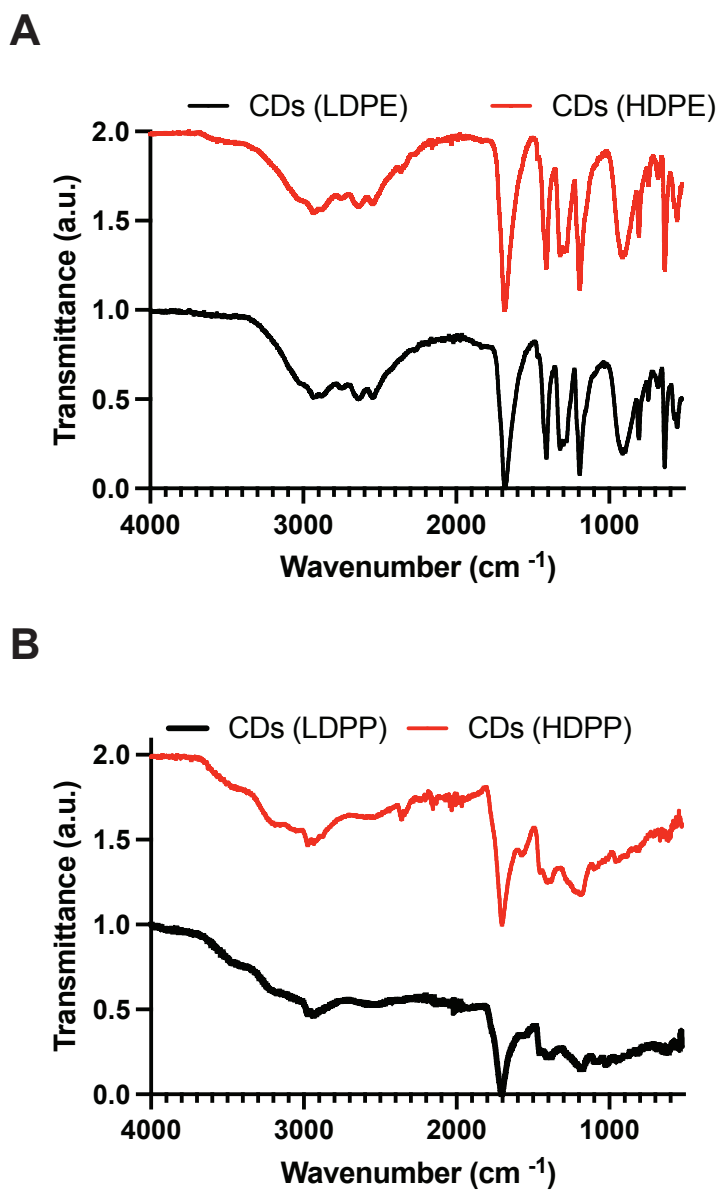 A
CDs (LDPE) CDs (HDPE)
2.0
1.5
1.0
0.5
0.0
Transmittance (a.u.)
4000 3000 2000 1000
Wavenumber (cm -1)
B
CDs (LDPP) CDs (HDPP)
2.0
1.5
1.0
0.5
0.0
Transmittance (a.u.)
4000 3000 2000 1000
Wavenumber (cm -1)